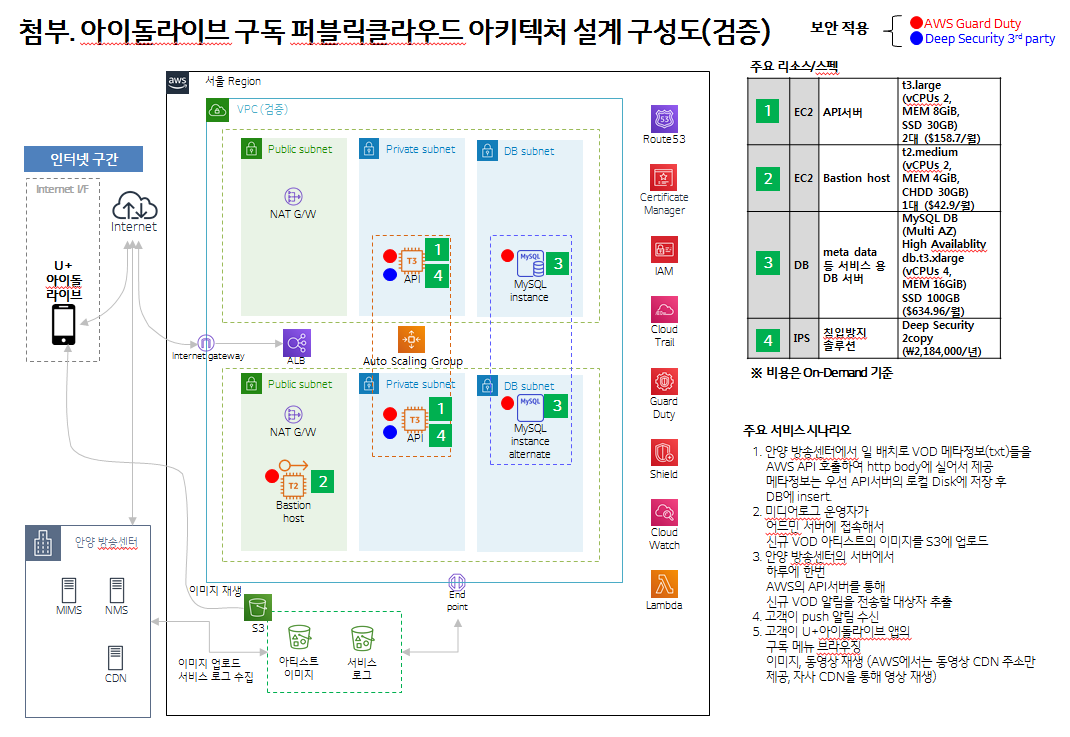 첨부. 아이돌라이브 구독 퍼블릭클라우드 아키텍처 설계 구성도(검증)
보안 적용
AWS Guard Duty
Deep Security 3rd party
aws
서울 Region
VPC (검증)
인터넷 구간
Internet I/F
Internet
U+
아이돌
라이브
Public subnet
Private subnet
DB subnet
NAT G/W
T3
API
1
4
MySQL
3
MySQL
instance
Internet gateway
ALB
Auto Scaling Group
Public subnet
Private subnet
DB subnet
NAT G/W
T3
API
1
4
MySQL
3
MySQL
instance
alternate
T2
2
Bastion
host
안양 방송센터
MIMS
NMS
CDN
이미지 재생
S3
이미지 업로드
서비스 로그 수집
아티스트
이미지
서비스
로그
End
point
53
Route53
Certificate
Manager
IAM
Cloud
Trail
Guard
Duty
Shield
Cloud
Watch
Lambda
주요 리소스/스펙
1
EC2
API서버
t3.large
(vCPUs 2,
MEM 8GiB,
SSD 30GB)
2대 ($158.7/월)
2
EC2
Bastion host
t2.medium
(vCPUs 2,
MEM 4GiB,
CHDD 30GB)
1대 ($42.9/월)
3
DB
meta data
등 서비스 용
DB 서버
MySQL DB
(Multi AZ)
High Availablity
db.t3.xlarge
(vCPUs 4,
MEM 16GiB)
SSD 100GB
($634.96/월)
4
IPS
침입방지
솔루션
Deep Security
2copy
(₩2,184,000/년)
※ 비용은 On-Demand 기준
주요 서비스 시나리오
1. 안양 방송센터에서 일 배치로 VOD 메타정보(txt)들을
AWS API 호출하여 http body에 실어서 제공
메타정보는 우선 API서버의 로컬 Disk에 저장 후
DB에 insert.
2. 미디어로그 운영자가
어드민 서버에 접속해서
신규 VOD 아티스트의 이미지를 S3에 업로드
3. 안양 방송센터의 서버에서
하루에 한번
AWS의 API서버를 통해
신규 VOD 알림을 전송할 대상자 추출
4. 고객이 push 알림 수신
5. 고객이 U+아이돌라이브 앱의
구독 메뉴 브라우징
이미지, 동영상 재생 (AWS에서는 동영상 CDN 주소만
제공, 자사 CDN을 통해 영상 재생)